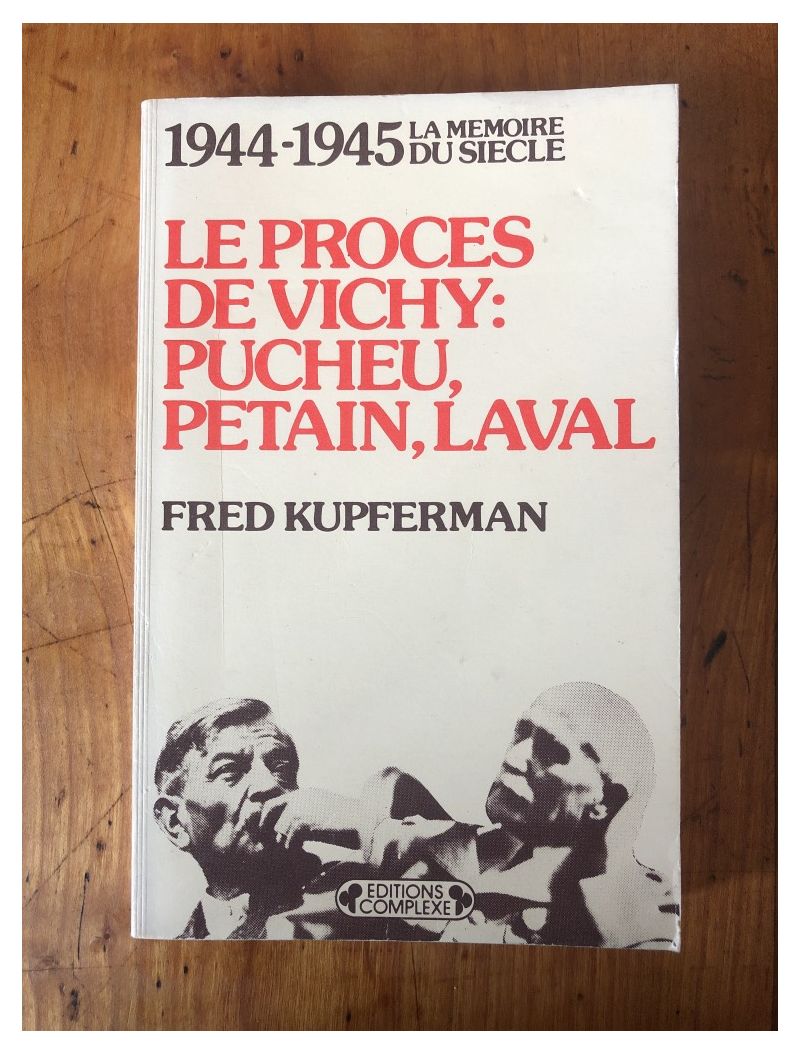 1944-1945 LA MEMOIRE
DU SIECLE
LE PROCES
DE VICHY:
PUCHEU,
PETAIN, LAVAL
FRED KUPFERMAN
EDITIONS
COMPLEXE